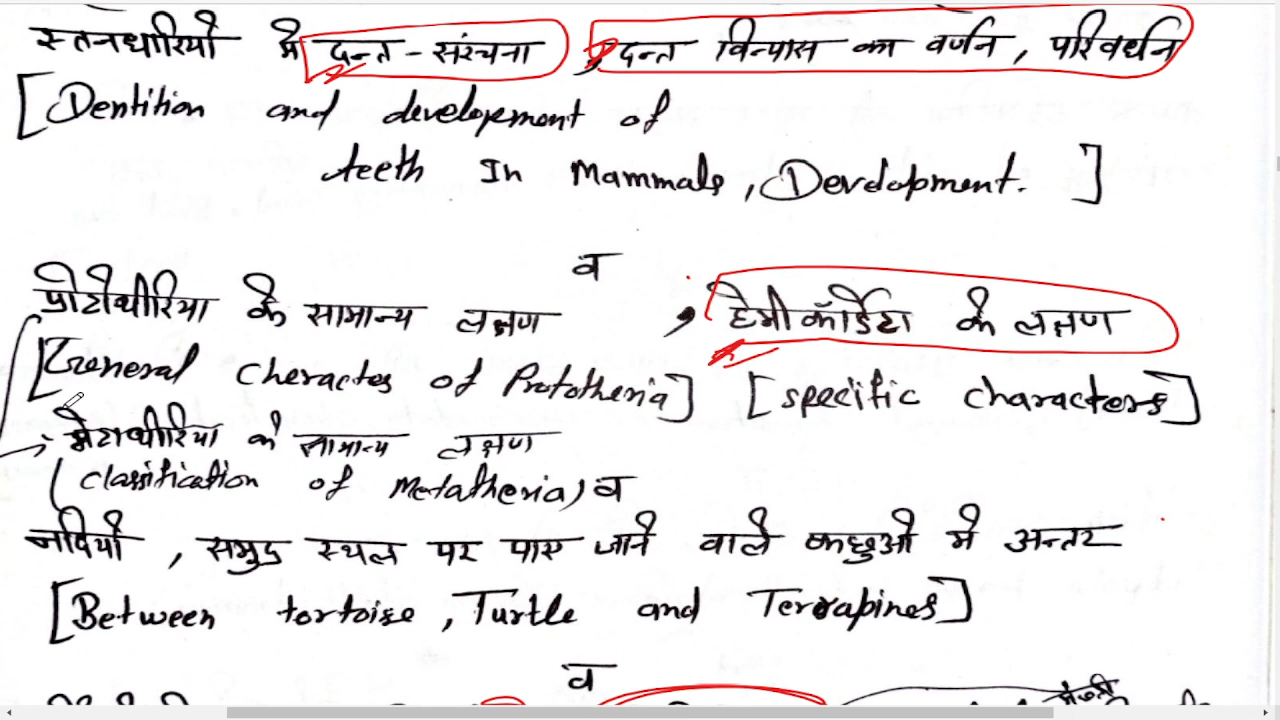 स्तनधारियों में दन्त - संरचना , दन्त विन्यास का वर्णन , परिवर्धन
[ Dentition and development of
teeth In Mammals , Development. ]
व
प्रोटोथीरिया के सामान्य लक्षण , हेमीकॉर्डेटा के लक्षण
[ General Cheractes of Prototheria ] [ specific characters ]
मेटाथीरिया के सामान्य लक्षण
( classification of Metatheria ) व
नदियों , समुद्र स्थल पर पाए जाने वाले कछुओं में अन्तर
[ Between tortoise , Turtle and Terrapines ]
व